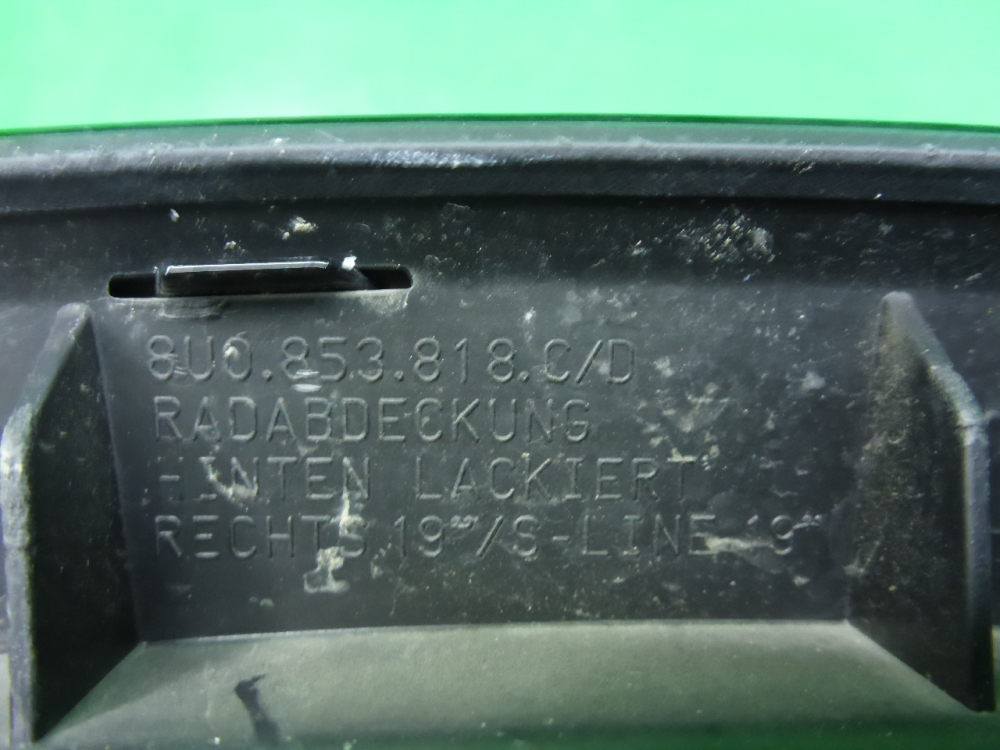 8U0.853.818.C/D
RADABDECKUNG
HINTEN LACKIERT
RECHTS 19"/S-LINE 19"